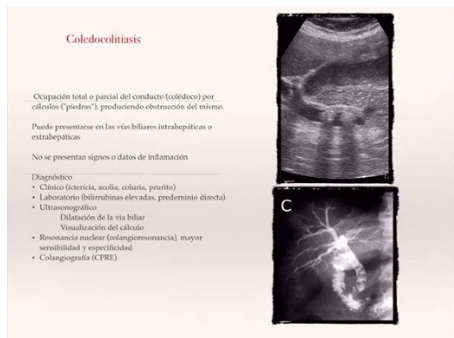 Coledocolitiasis
Ocupación total o parcial del conducto (colédoco) por
cálculos ("piedras"), produciendo obstrucción del mismo.
Puede presentarse en las vías biliares intrahepáticas o
extrahepáticas
No se presentan signos o datos de inflamación
Diagnóstico
• Clínico (ictericia, acolia, coluria, prurito)
• Laboratorio (bilirrubinas elevadas, predominio directa)
• Ultrasonográfico
Dilatación de la vía biliar
Visualización del cálculo
• Resonancia nuclear (colangioresonancia), mayor
sensibilidad y especificidad
• Colangiografía (CPRE)
C